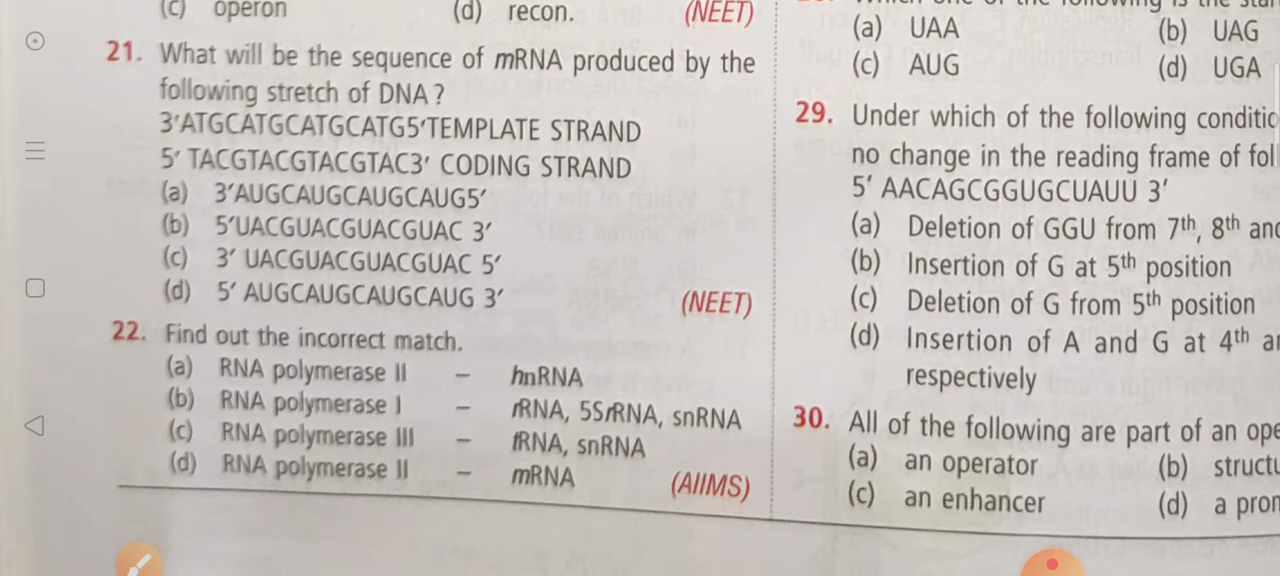 (c) operon (d) recon. (NEET)
21. What will be the sequence of mRNA produced by the
following stretch of DNA ?
3′ATGCATGCATGCATG5′TEMPLATE STRAND
5′ TACGTACGTACGTAC3′ CODING STRAND
(a) 3′AUGCAUGCAUGCAUG5′
(b) 5′UACGUACGUACGUAC 3′
(c) 3′ UACGUACGUACGUAC 5′
(d) 5′ AUGCAUGCAUGCAUG 3′ (NEET)
22. Find out the incorrect match.
(a) RNA polymerase II – hnRNA
(b) RNA polymerase I – rRNA, 5SrRNA, snRNA
(c) RNA polymerase III – tRNA, snRNA
(d) RNA polymerase II – mRNA (AIIMS)
(a) UAA (b) UAG
(c) AUG (d) UGA
29. Under which of the following conditio
no change in the reading frame of fol
5′ AACAGCGGUGCUAUU 3′
(a) Deletion of GGU from 7th, 8th and
(b) Insertion of G at 5th position
(c) Deletion of G from 5th position
(d) Insertion of A and G at 4th an
respectively
30. All of the following are part of an ope
(a) an operator (b) structu
(c) an enhancer (d) a prom